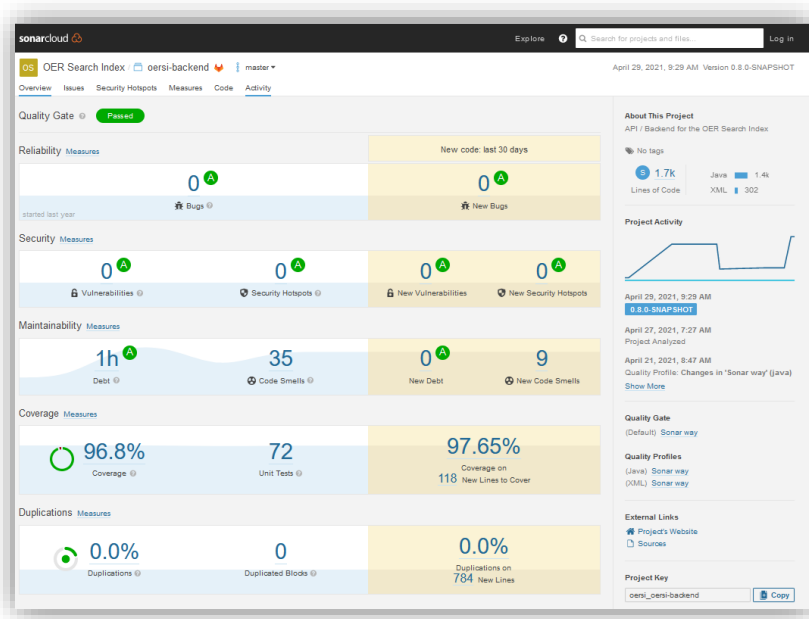 sonarcloud
Explore
Search for projects and files...
Log in
OS OER Search Index oersi-backend master
April 29, 2021, 9:29 AM Version 0.8.0-SNAPSHOT
Overview Issues Security Hotspots Measures Code Activity
Quality Gate Passed
Reliability Measures
New code: last 30 days
0 A
Bugs
started last year
0 A
New Bugs
Security Measures
0 A
Vulnerabilities
0 A
Security Hotspots
0 A
New Vulnerabilities
0 A
New Security Hotspots
Maintainability Measures
1h A
Debt
35
Code Smells
0 A
New Debt
9
New Code Smells
Coverage Measures
96.8%
Coverage
72
Unit Tests
97.65%
Coverage on
118 New Lines to Cover
Duplications Measures
0.0%
Duplications
0
Duplicated Blocks
0.0%
Duplications on
784 New Lines
About This Project
API / Backend for the OER Search Index
No tags
S 1.7k
Lines of Code
Java 1.4k
XML 302
Project Activity
April 29, 2021, 9:29 AM
0.8.0-SNAPSHOT
April 27, 2021, 7:27 AM
Project Analyzed
April 21, 2021, 8:47 AM
Quality Profile: Changes in 'Sonar way' (java)
Show More
Quality Gate
(Default) Sonar way
Quality Profiles
(Java) Sonar way
(XML) Sonar way
External Links
Project's Website
Sources
Project Key
oersi_oersi-backend
Copy